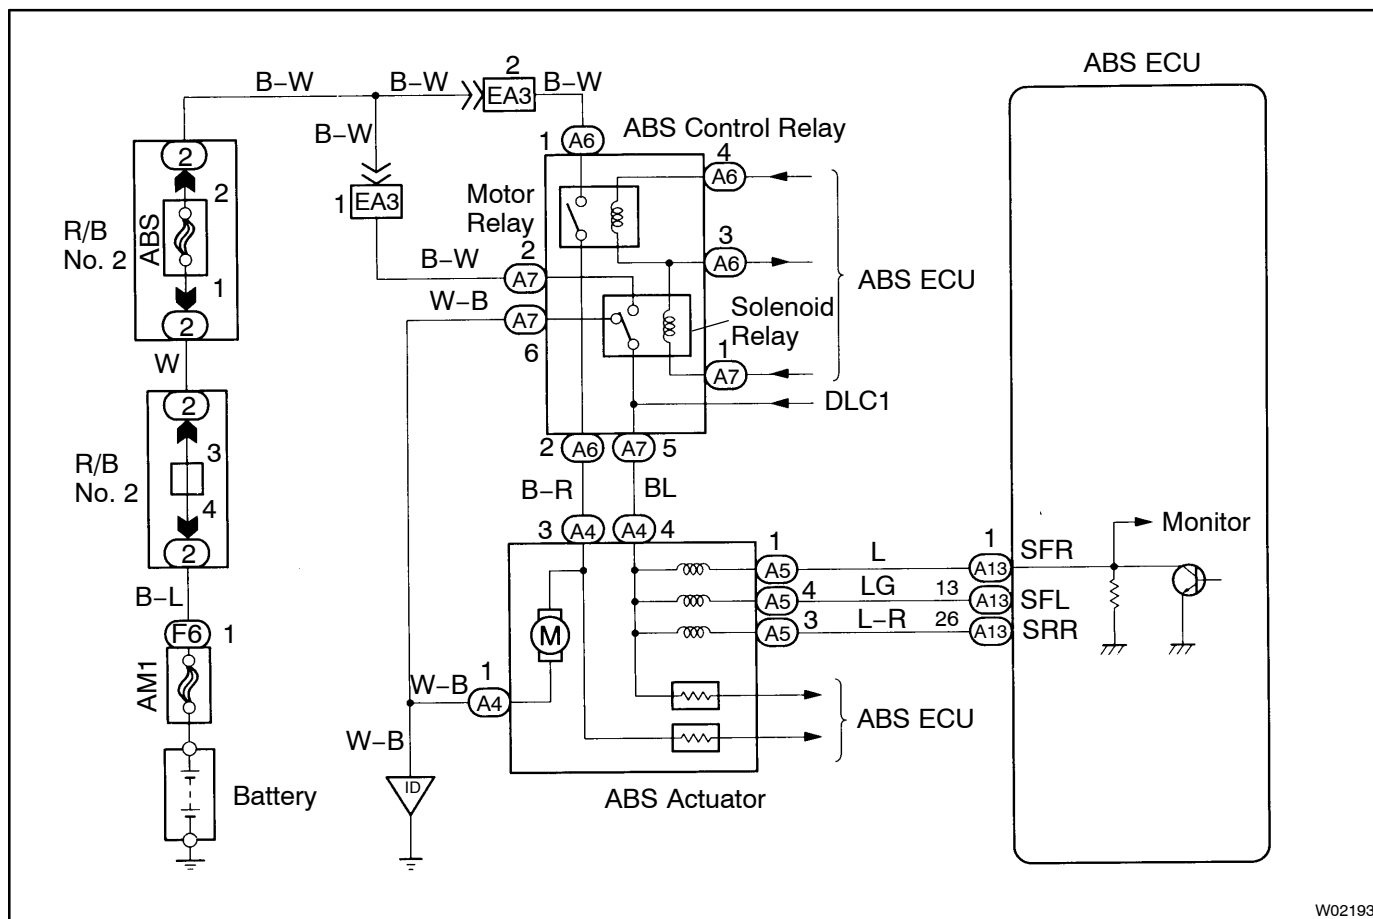 ABS ECU
B–W
B–W
2
EA3
B–W
B–W
1
EA3
1
A6
ABS Control Relay
4
A6
Motor
Relay
3
A6
ABS ECU
2
A7
B–W
W–B
A7
6
Solenoid
Relay
1
A7
DLC1
R/B
No. 2
2
2
ABS
1
2
W
R/B
No. 2
2
3
4
2
B–L
F6
1
AM1
Battery
2
A6
A7
5
B–R
BL
3
A4
A4
4
M
1
A5
L
1
A13
SFR
Monitor
4
A5
LG
13
A13
SFL
3
A5
L–R
26
A13
SRR
W–B
1
A4
W–B
ID
ABS ECU
ABS Actuator
W02193